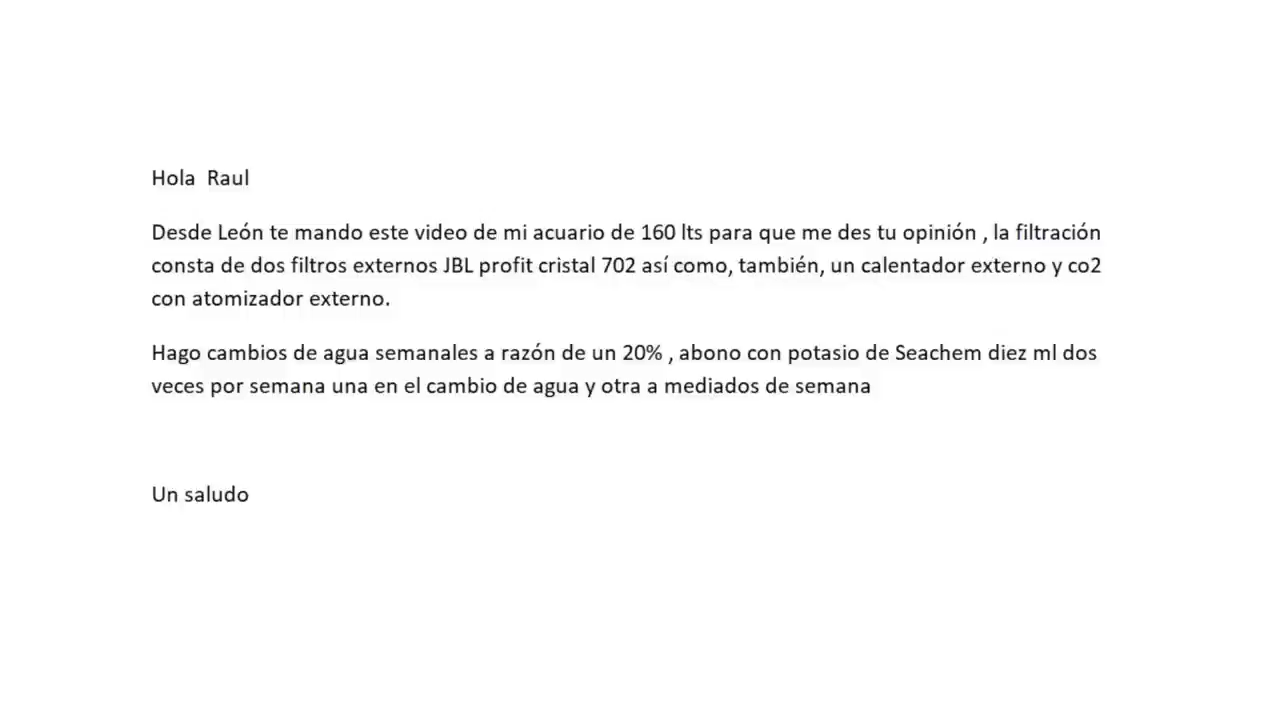 Hola  Raul
Desde León te mando este video de mi acuario de 160 lts para que me des tu opinión , la filtración
consta de dos filtros externos JBL profit cristal 702 así como, también, un calentador externo y co2
con atomizador externo.
Hago cambios de agua semanales a razón de un 20% , abono con potasio de Seachem diez ml dos
veces por semana una en el cambio de agua y otra a mediados de semana
Un saludo